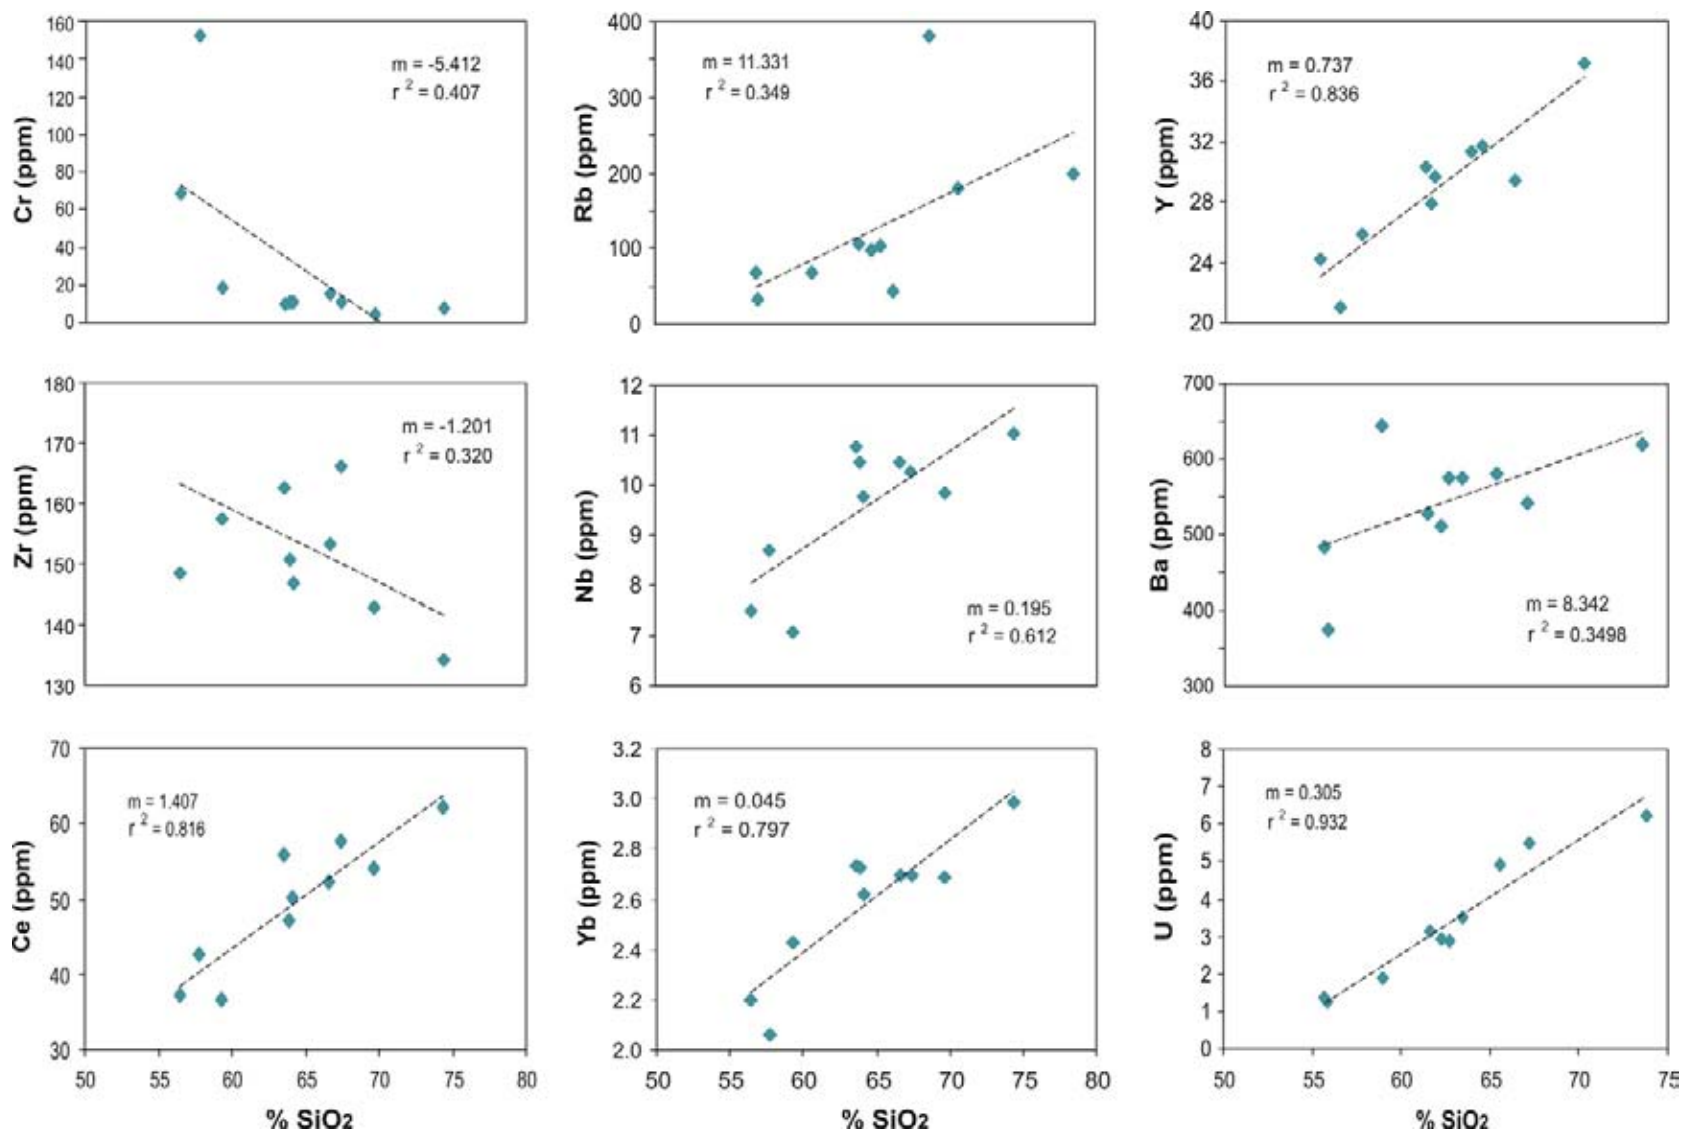 160
140
120
100
80
60
40
20
0
Cr (ppm)
m = -5.412
r 2 = 0.407
400
300
200
100
0
Rb (ppm)
m = 11.331
r 2 = 0.349
40
36
32
28
24
20
Y (ppm)
m = 0.737
r 2 = 0.836
180
170
160
150
140
130
Zr (ppm)
m = -1.201
r 2 = 0.320
12
11
10
9
8
7
6
Nb (ppm)
m = 0.195
r 2 = 0.612
700
600
500
400
300
Ba (ppm)
m = 8.342
r 2 = 0.3498
70
60
50
40
30
Ce (ppm)
m = 1.407
r 2 = 0.816
50 55 60 65 70 75 80
% SiO2
3.2
3.0
2.8
2.6
2.4
2.2
2.0
Yb (ppm)
m = 0.045
r 2 = 0.797
50 55 60 65 70 75 80
% SiO2
8
7
6
5
4
3
2
1
0
U (ppm)
m = 0.305
r 2 = 0.932
50 55 60 65 70 75
% SiO2